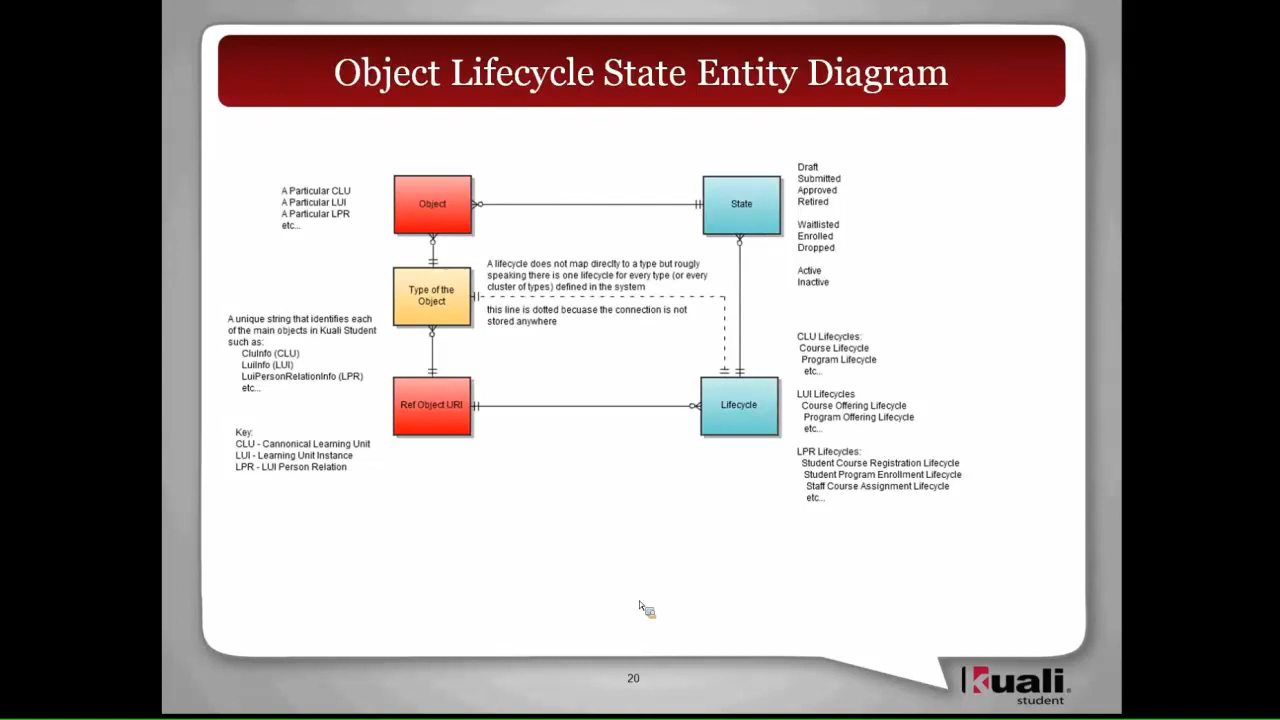 Object Lifecycle State Entity Diagram
A Particular CLU
A Particular LUI
A Particular LPR
etc...
Object
State
Draft
Submitted
Approved
Retired
Waitlisted
Enrolled
Dropped
Active
Inactive
Type of the
Object
A lifecycle does not map directly to a type but rougly
speaking there is one lifecycle for every type (or every
cluster of types) defined in the system
this line is dotted becuase the connection is not
stored anywhere
A unique string that identifies each
of the main objects in Kuali Student
such as:
CluInfo (CLU)
LuiInfo (LUI)
LuiPersonRelationInfo (LPR)
etc...
Ref Object URI
Lifecycle
CLU Lifecycles:
Course Lifecycle
Program Lifecycle
etc...
LUI Lifecycles
Course Offering Lifecycle
Program Offering Lifecycle
etc...
LPR Lifecycles:
Student Course Registration Lifecycle
Student Program Enrollment Lifecycle
Staff Course Assignment Lifecycle
etc...
Key:
CLU - Cannonical Learning Unit
LUI - Learning Unit Instance
LPR - LUI Person Relation
20
Kuali
student